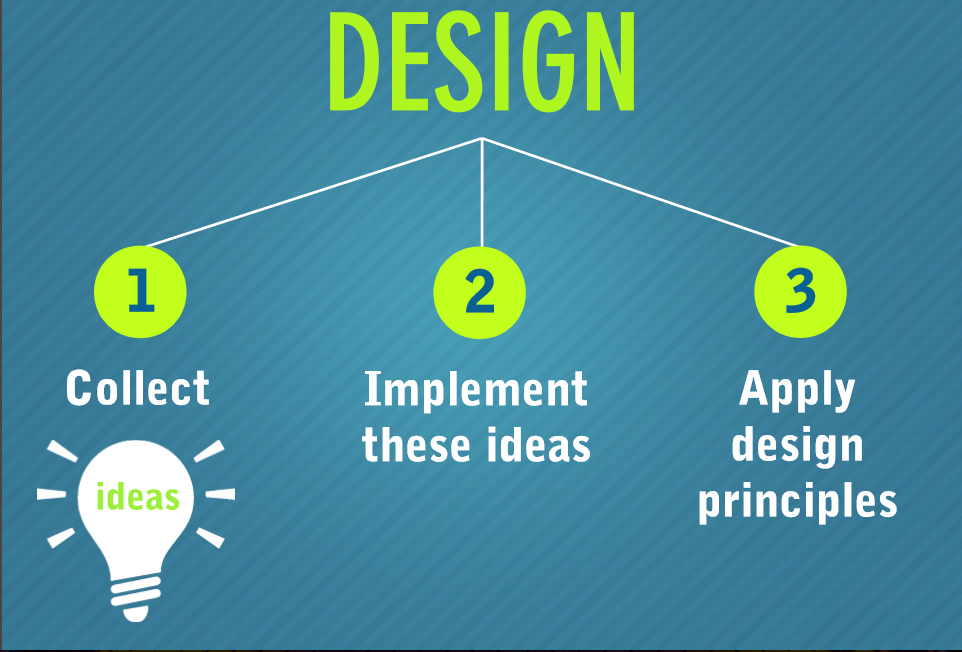 DESIGN
1
Collect
ideas
2
Implement
these ideas
3
Apply
design
principles